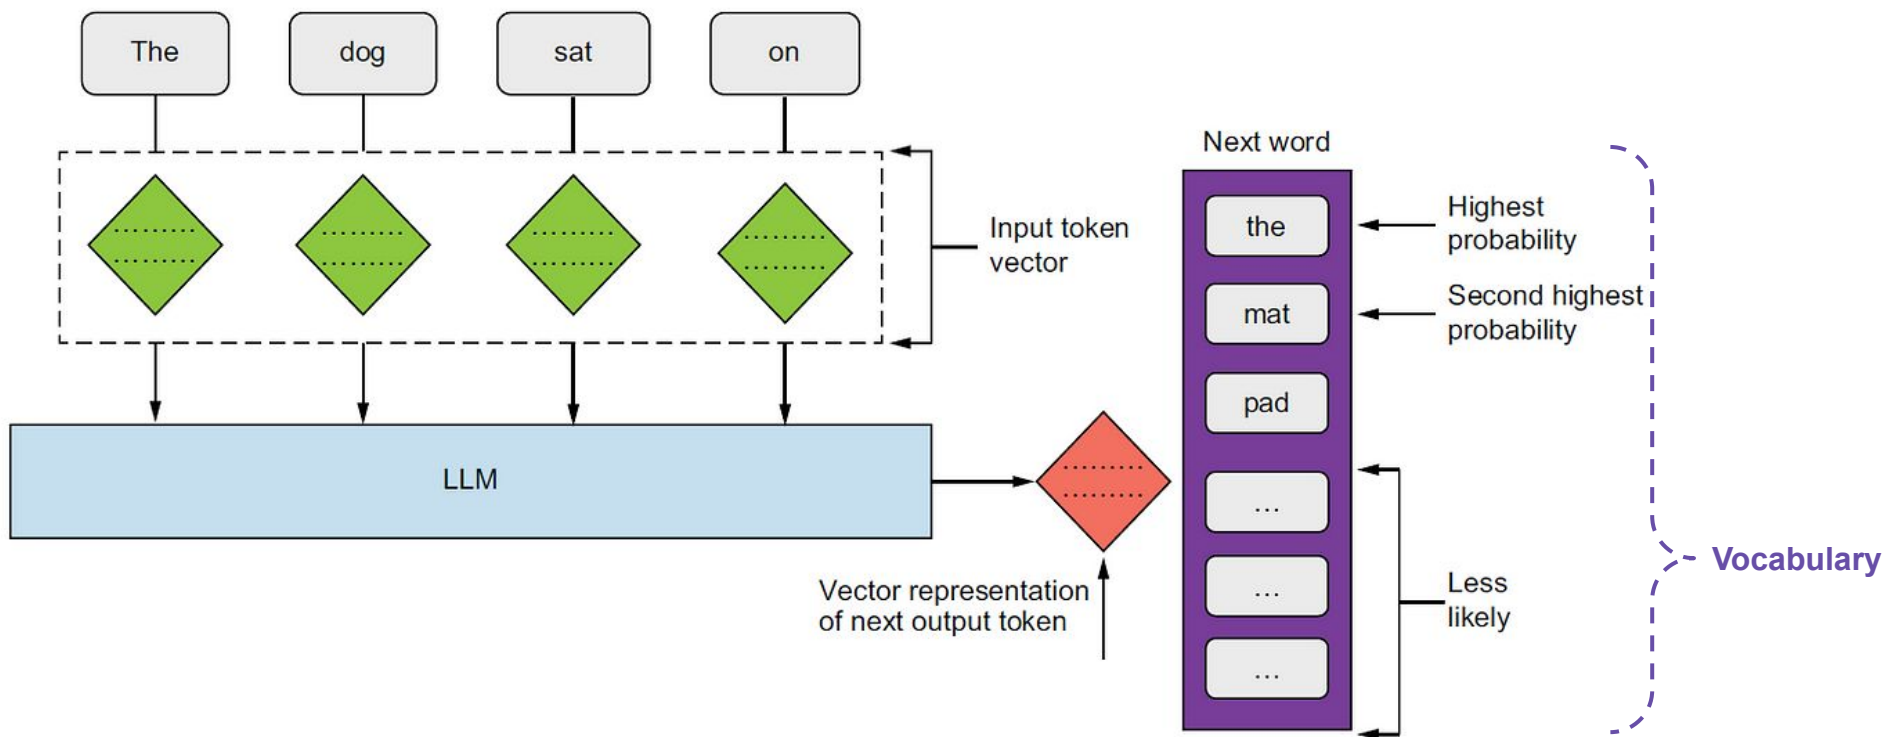 The
dog
sat
on
Input token
vector
LLM
Vector representation
of next output token
Next word
the
mat
pad
...
...
...
Highest
probability
Second highest
probability
Less
likely
Vocabulary